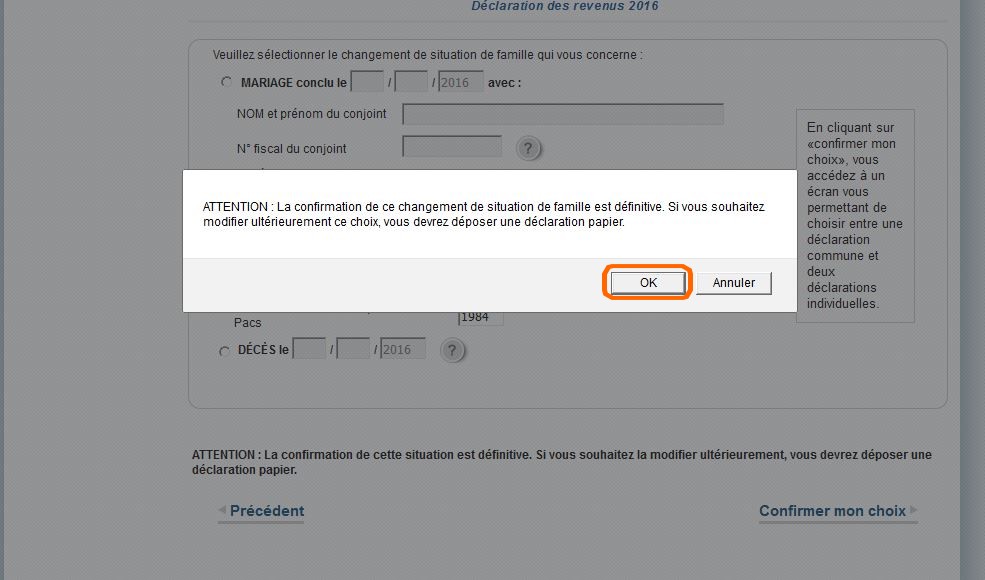 Déclaration des revenus 2016
Veuillez sélectionner le changement de situation de famille qui vous concerne :
MARIAGE conclu le / / 2016 avec :
NOM et prénom du conjoint
N° fiscal du conjoint ?
En cliquant sur
«confirmer mon
choix», vous
accédez à un
écran vous
permettant de
choisir entre une
déclaration
commune et
deux
déclarations
individuelles.
ATTENTION : La confirmation de ce changement de situation de famille est définitive. Si vous souhaitez
modifier ultérieurement ce choix, vous devrez déposer une déclaration papier.
OK Annuler
Pacs 1984
DÉCÈS le / / 2016 ?
ATTENTION : La confirmation de cette situation est définitive. Si vous souhaitez la modifier ultérieurement, vous devrez déposer une
déclaration papier.
Précédent Confirmer mon choix